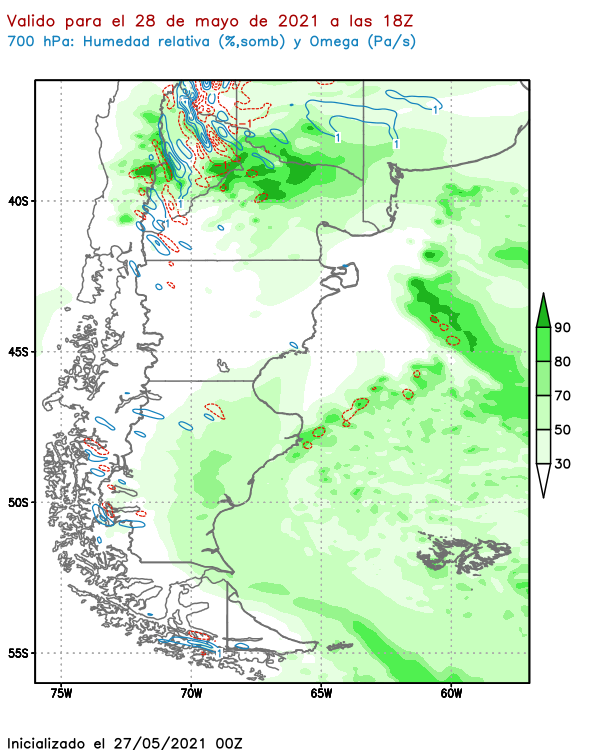 Valido para el 28 de mayo de 2021 a las 18Z
700 hPa: Humedad relativa (%,somb) y Omega (Pa/s)
1
1
1
-1
40S
45S
50S
55S
1
75W 70W 65W 60W
90
80
70
50
30
Inicializado el 27/05/2021 00Z